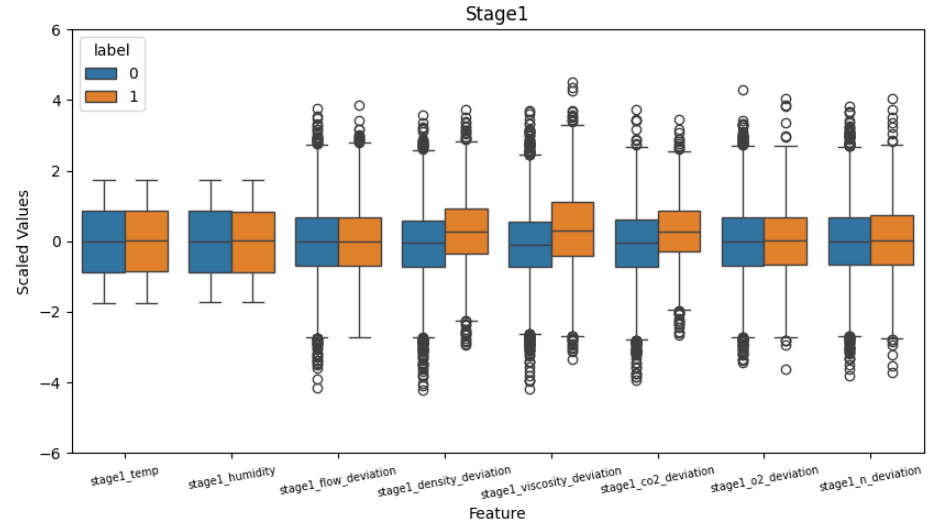 Stage1
label
0
1
6
4
2
0
−2
−4
−6
Scaled Values
stage1_temp
stage1_humidity
stage1_flow_deviation
stage1_density_deviation
stage1_viscosity_deviation
stage1_co2_deviation
stage1_o2_deviation
stage1_n_deviation
Feature